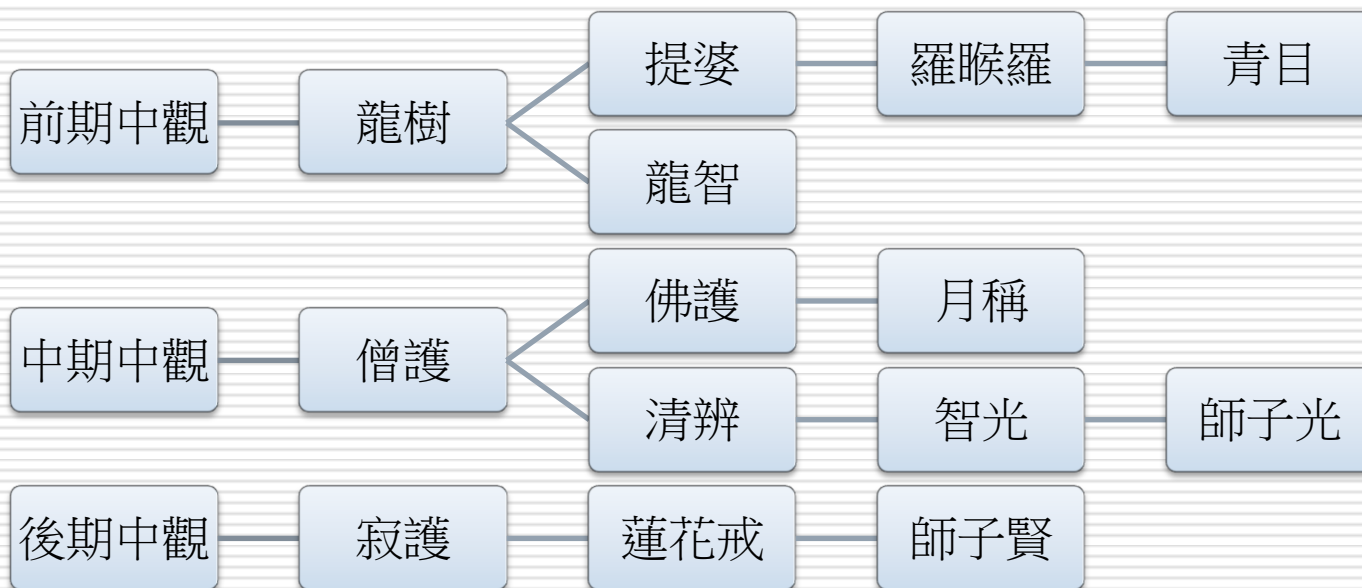 前期中觀
龍樹
提婆
羅睺羅
青目
龍智
中期中觀
僧護
佛護
月稱
清辨
智光
師子光
後期中觀
寂護
蓮花戒
師子賢